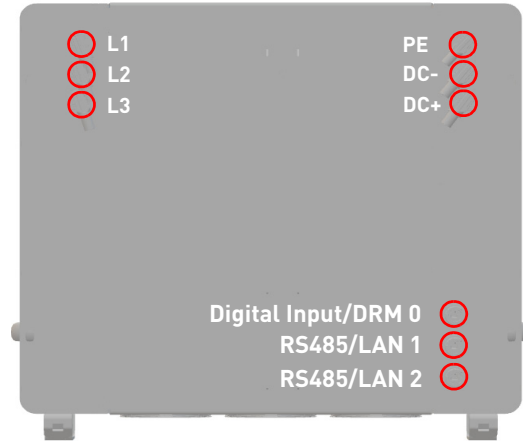 L1
L2
L3
PE
DC-
DC+
Digital Input/DRM 0
RS485/LAN 1
RS485/LAN 2